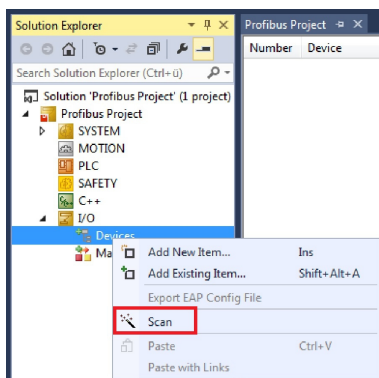 Solution Explorer
Profibus Project
Number Device
Search Solution Explorer (Ctrl+ü)
Solution 'Profibus Project' (1 project)
Profibus Project
SYSTEM
MOTION
PLC
SAFETY
C++
I/O
Devices
Ma
Add New Item... Ins
Add Existing Item... Shift+Alt+A
Export EAP Config File
Scan
Paste Ctrl+V
Paste with Links